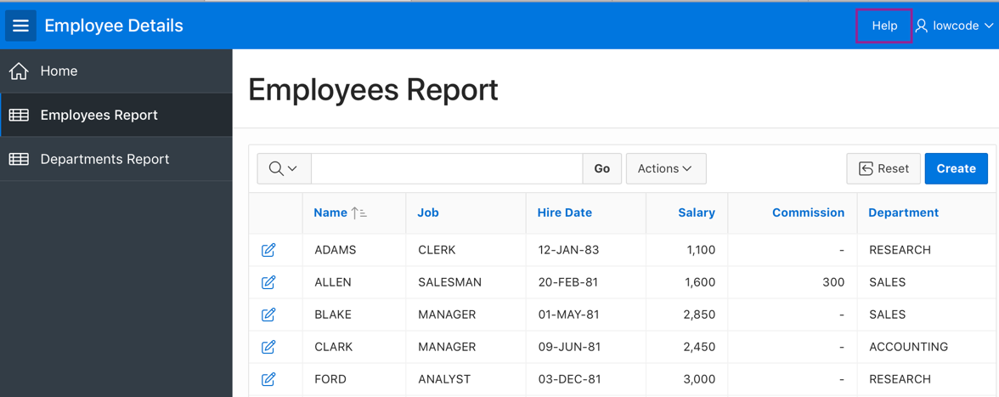 Employee Details
Help
lowcode
Home
Employees Report
Departments Report
Employees Report
Go Actions Reset Create
Name Job Hire Date Salary Commission Department
ADAMS CLERK 12-JAN-83 1,100 - RESEARCH
ALLEN SALESMAN 20-FEB-81 1,600 300 SALES
BLAKE MANAGER 01-MAY-81 2,850 - SALES
CLARK MANAGER 09-JUN-81 2,450 - ACCOUNTING
FORD ANALYST 03-DEC-81 3,000 - RESEARCH